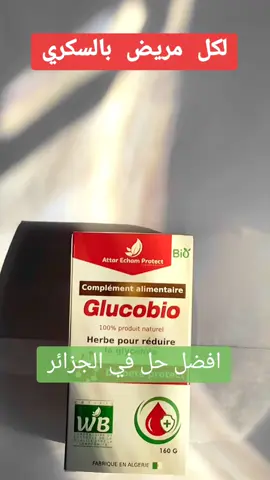 لكل مريض بالسكري
Attar Echam Protect
Bio
Complément alimentaire
Glucobio
100% produit naturel
Herbe pour réduire
افضل حل في الجزائر
WB
160 G
FABRIQUE EN ALGERIE